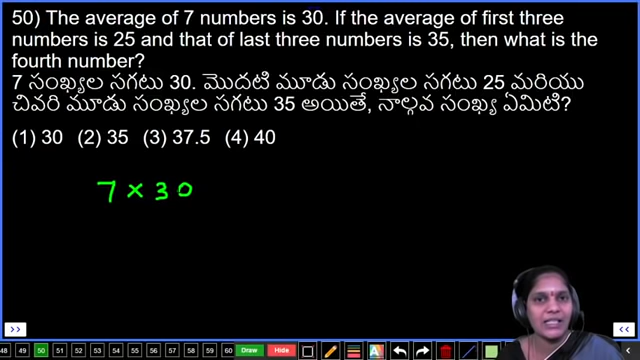 50) The average of 7 numbers is 30. If the average of first three
numbers is 25 and that of last three numbers is 35, then what is the
fourth number?
7 సంఖ్యల సగటు 30. మొదటి మూడు సంఖ్యల సగటు 25 మరియు
చివరి మూడు సంఖ్యల సగటు 35 అయితే, నాల్గవ సంఖ్య ఏమిటి?
(1) 30 (2) 35 (3) 37.5 (4) 40
7 × 30
>> 48 49 50 51 52 53 54 55 56 57 58 59 60 Draw Hide A <<